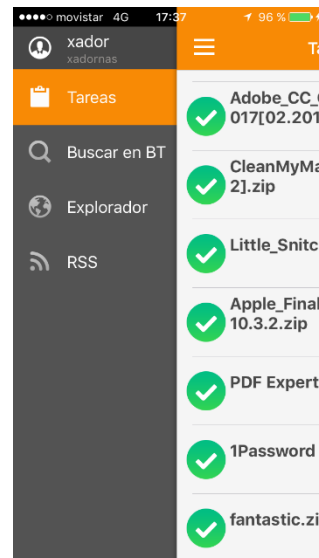 movistar 4G 17:37 96 %
xador
xadornas
Tareas
Buscar en BT
Explorador
RSS
Ta
Adobe_CC_
017[02.201
CleanMyMa
2].zip
Little_Snitc
Apple_Final
10.3.2.zip
PDF Expert
1Password
fantastic.zi